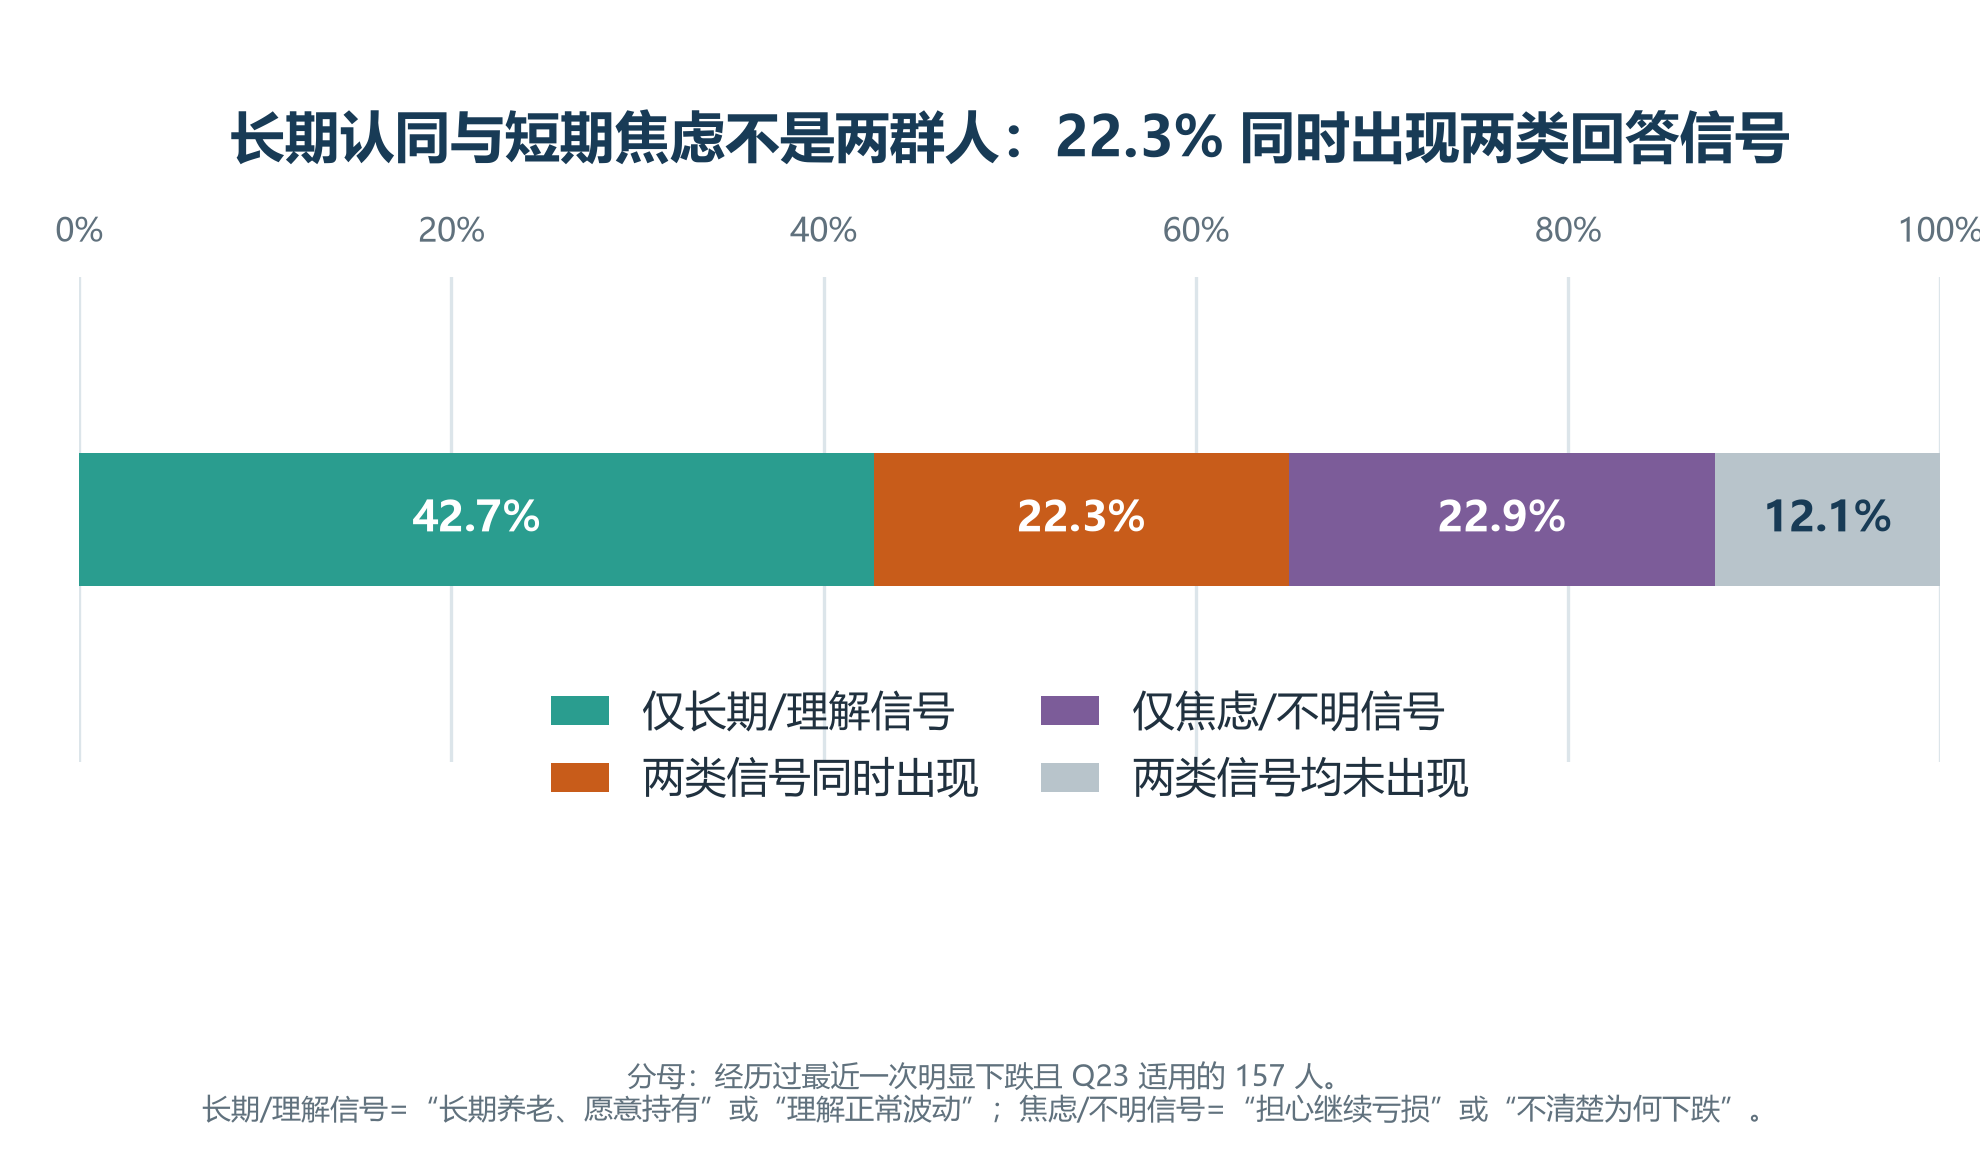 长期认同与短期焦虑不是两群人：22.3% 同时出现两类回答信号
0% 20% 40% 60% 80% 100%
42.7% 22.3% 22.9% 12.1%
仅长期/理解信号 仅焦虑/不明信号
两类信号同时出现 两类信号均未出现
分母：经历过最近一次明显下跌且 Q23 适用的 157 人。
长期/理解信号=“长期养老、愿意持有”或“理解正常波动”；焦虑/不明信号=“担心继续亏损”或“不清楚为何下跌”。